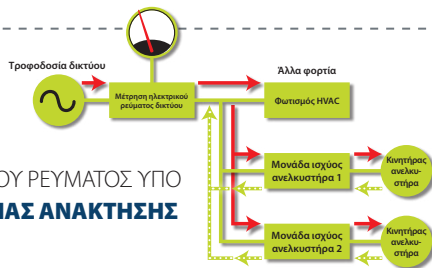 Τροφοδοσία δικτύου
Άλλα φορτία
Μέτρηση ηλεκτρικού
ρεύματος δικτύου
Φωτισμός HVAC
ΟΥ ΡΕΥΜΑΤΟΣ ΥΠΟ
ΑΣ ΑΝΑΚΤΗΣΗΣ
Μονάδα ισχύος
ανελκυστήρα 1
Κινητήρας
ανελκυ-
στήρα
Μονάδα ισχύος
ανελκυστήρα 2
Κινητήρας
ανελκυ-
στήρα